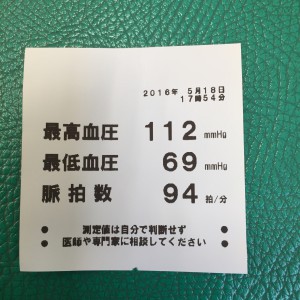 2016年 5月18日
17時54分
最高血圧 112 mmHg
最低血圧 69 mmHg
脈拍数 94 拍/分
● 測定値は自分で判断せず ●
● 医師や専門家に相談してください ●